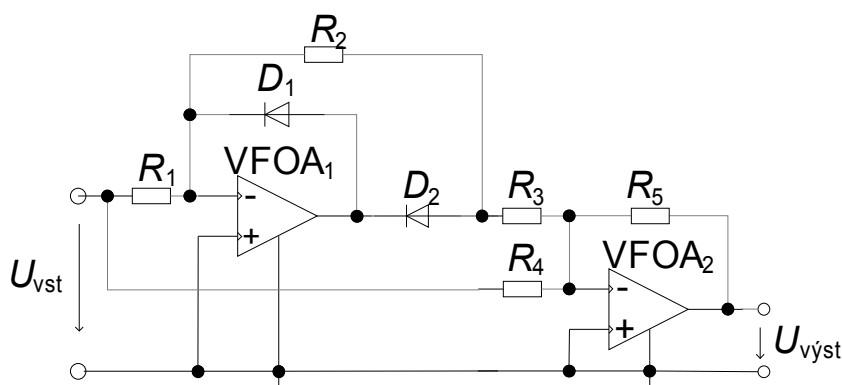 R₂
D₁
R₁ VFOA₁ D₂ R₃ R₅
-
+
R₄ VFOA₂
Uvst
-
+
Uvýst